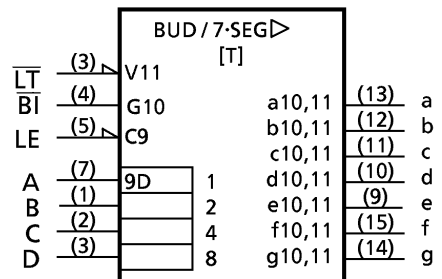 BUD / 7·SEG▷
[T]
L̅T̅ (3) V11
B̅I̅ (4) G10 a10,11 (13) a
LE (5) C9 b10,11 (12) b
c10,11 (11) c
A (7) 9D 1 d10,11 (10) d
B (1) 2 e10,11 (9) e
C (2) 4 f10,11 (15) f
D (3) 8 g10,11 (14) g